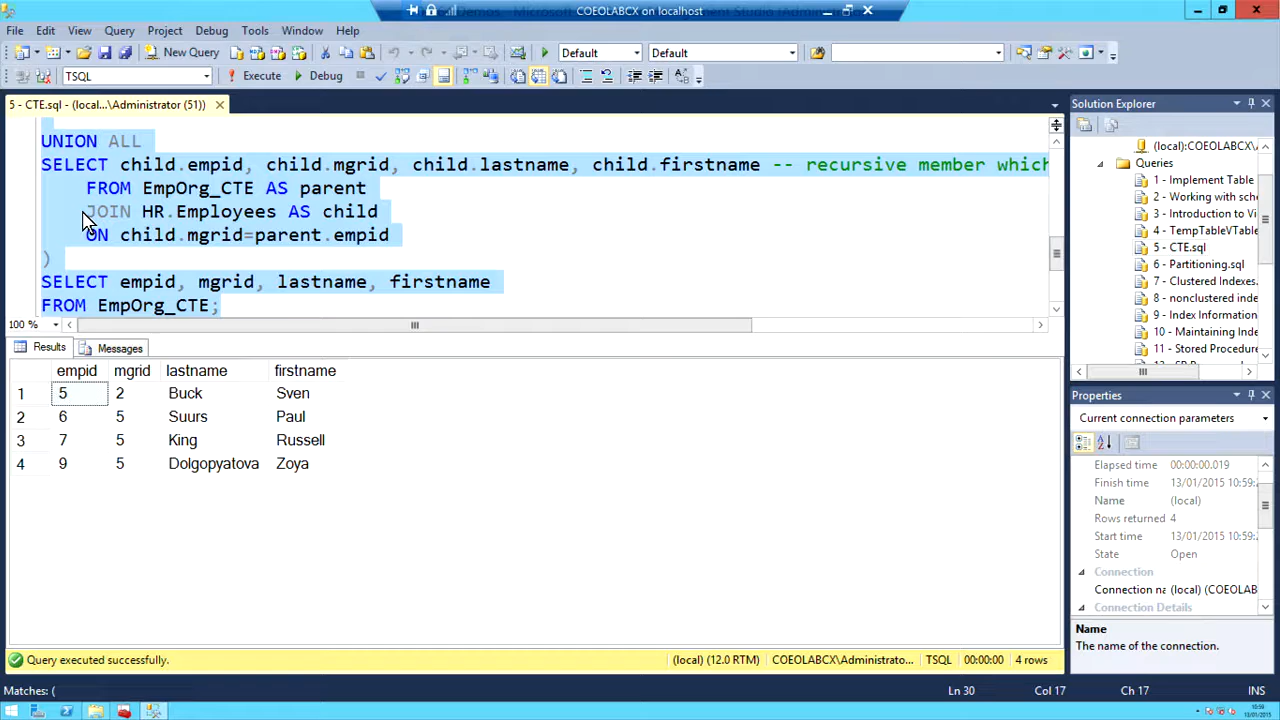 COEOLABCX on localhost
File Edit View Query Project Debug Tools Window Help
New Query Default Default
TSQL Execute Debug
5 - CTE.sql - (local...\Administrator (51))
UNION ALL
SELECT child.empid, child.mgrid, child.lastname, child.firstname -- recursive member which
FROM EmpOrg_CTE AS parent
JOIN HR.Employees AS child
ON child.mgrid=parent.empid
)
SELECT empid, mgrid, lastname, firstname
FROM EmpOrg_CTE;
100 %
Results Messages
empid mgrid lastname firstname
1 5 2 Buck Sven
2 6 5 Suurs Paul
3 7 5 King Russell
4 9 5 Dolgopyatova Zoya
Query executed successfully. (local) (12.0 RTM) COEOLABCX\Administrato... TSQL 00:00:00 4 rows
Matches: ( Ln 30 Col 17 Ch 17 INS
Solution Explorer
(local):COEOLABCX\Ad
Queries
1 - Implement Table
2 - Working with sche
3 - Introduction to Vi
4 - TempTableVTable
5 - CTE.sql
6 - Partitioning.sql
7 - Clustered Indexes.
8 - nonclustered inde
9 - Index Information
10 - Maintaining Inde
11 - Stored Procedure
Properties
Current connection parameters
Elapsed time 00:00:00.019
Finish time 13/01/2015 10:59:
Name (local)
Rows returned 4
Start time 13/01/2015 10:59:
State Open
Connection
Connection na (local) (COEOLAB
Connection Details
Name
The name of the connection.
10:59
13/01/2015